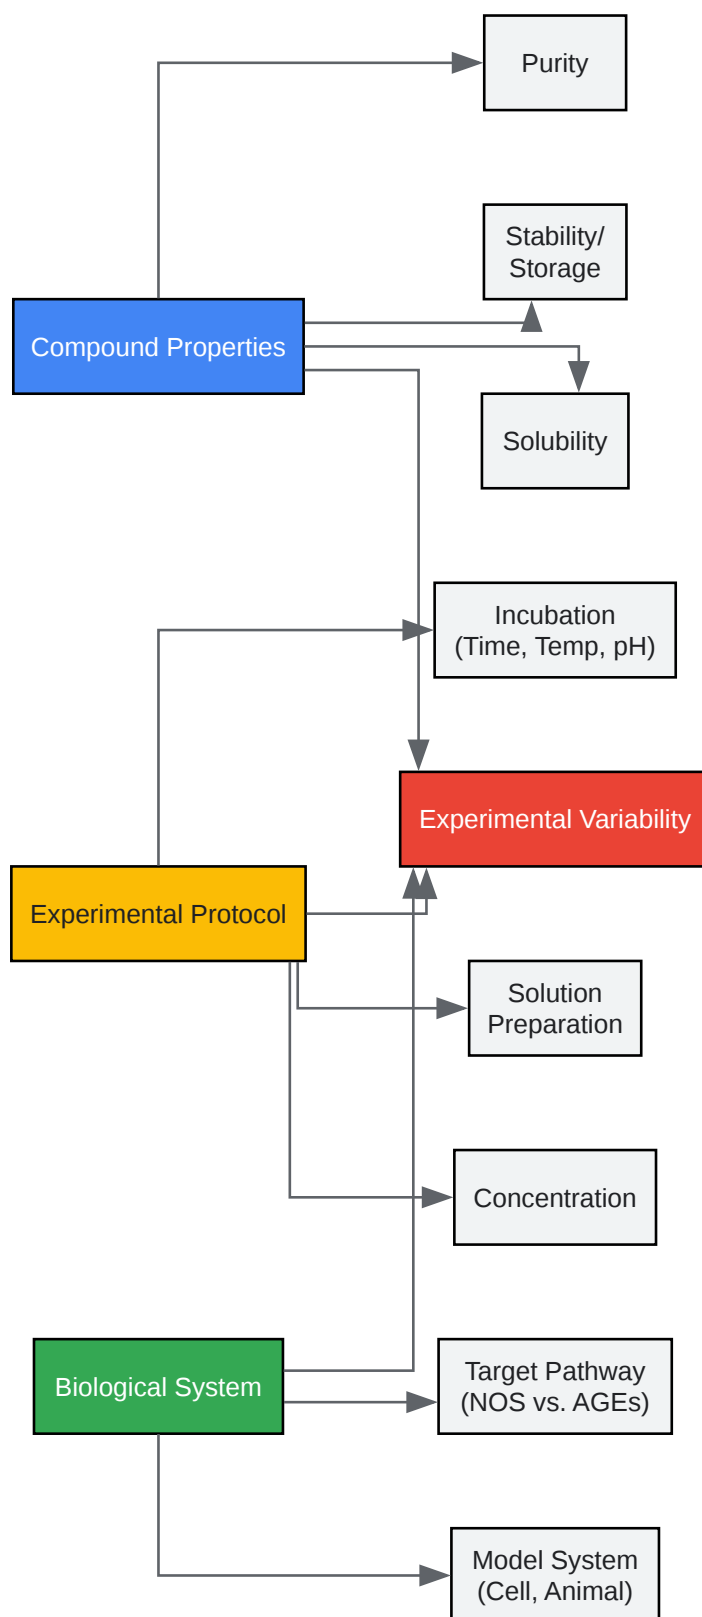 Purity
Stability/
Storage
Compound Properties
Solubility
Incubation
(Time, Temp, pH)
Experimental Variability
Experimental Protocol
Solution
Preparation
Concentration
Target Pathway
(NOS vs. AGEs)
Biological System
Model System
(Cell, Animal)